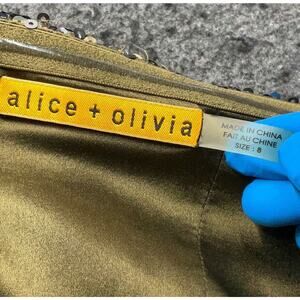 alice + olivia
MADE IN CHINA
FAIT AU CHINE
SIZE : 8